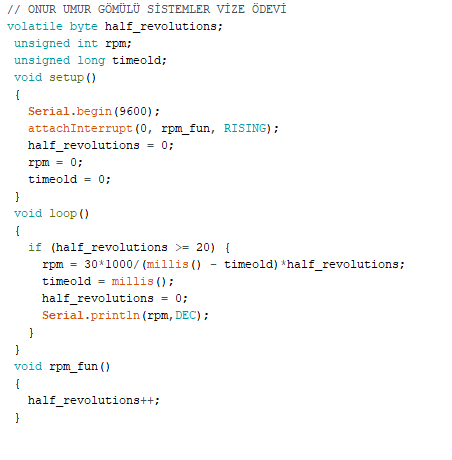 // ONUR UMUR GÖMÜLÜ SİSTEMLER VİZE ÖDEVİ
volatile byte half_revolutions;
unsigned int rpm;
unsigned long timeold;
void setup()
{
Serial.begin(9600);
attachInterrupt(0, rpm_fun, RISING);
half_revolutions = 0;
rpm = 0;
timeold = 0;
}
void loop()
{
if (half_revolutions >= 20) {
rpm = 30*1000/(millis() - timeold)*half_revolutions;
timeold = millis();
half_revolutions = 0;
Serial.println(rpm,DEC);
}
}
void rpm_fun()
{
half_revolutions++;
}